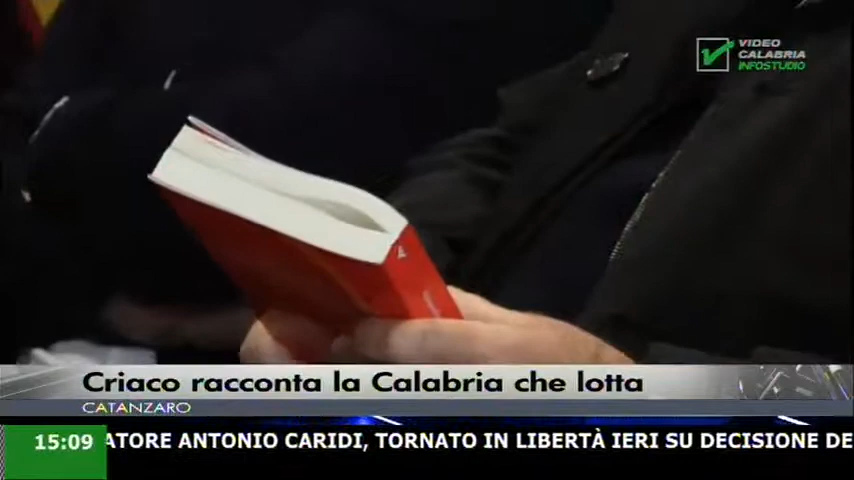 VIDEO
CALABRIA
INFOSTUDIO
Criaco racconta la Calabria che lotta
CATANZARO
15:09
ATORE ANTONIO CARIDI, TORNATO IN LIBERTÀ IERI SU DECISIONE DE